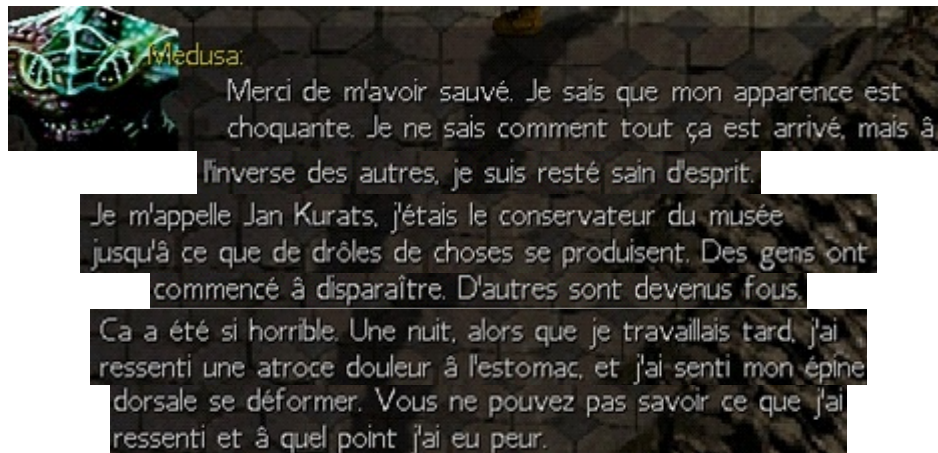 Medusa:
Merci de m'avoir sauvé. Je sais que mon apparence est
choquante. Je ne sais comment tout ça est arrivé, mais â
l'inverse des autres, je suis resté sain d'esprit.
Je m'appelle Jan Kurats, j'étais le conservateur du musée
jusqu'â ce que de drôles de choses se produisent. Des gens ont
commencé â disparaître. D'autres sont devenus fous.
Ca a été si horrible. Une nuit, alors que je travaillais tard, j'ai
ressenti une atroce douleur â l'estomac, et j'ai senti mon épine
dorsale se déformer. Vous ne pouvez pas savoir ce que j'ai
ressenti et â quel point j'ai eu peur.